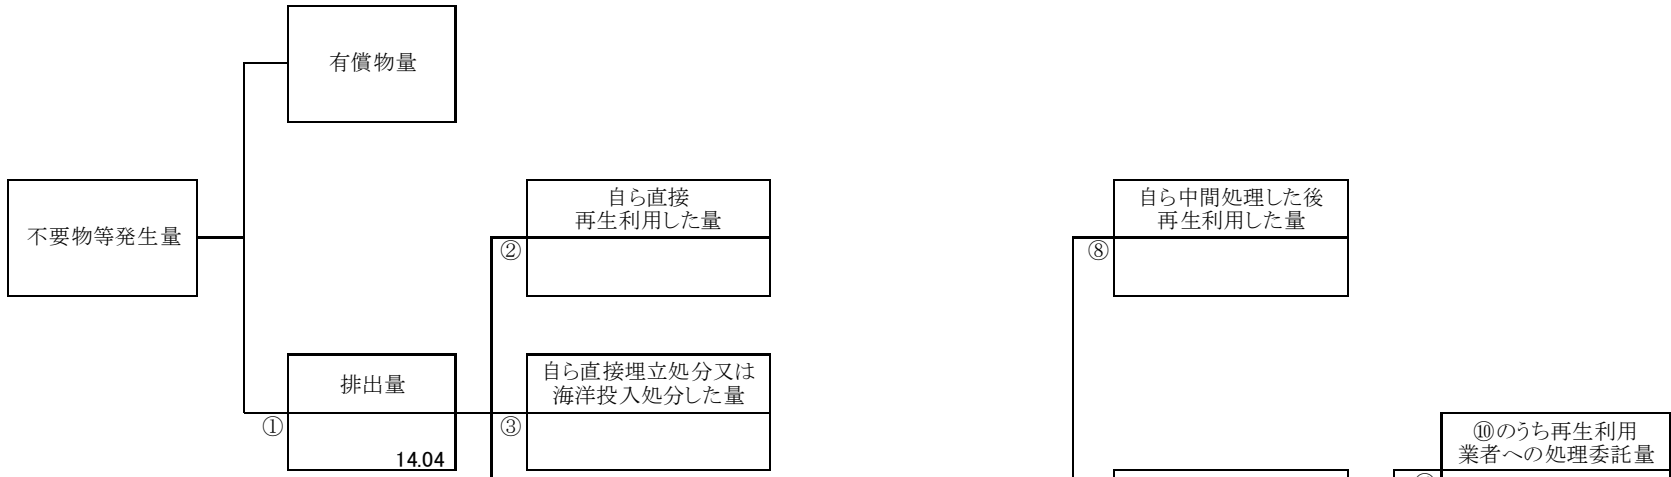 有償物量
不要物等発生量
自ら直接
再生利用した量
②
自ら中間処理した後
再生利用した量
⑧
排出量
①
14.04
自ら直接埋立処分又は
海洋投入処分した量
③
⑩のうち再生利用
業者への処理委託量